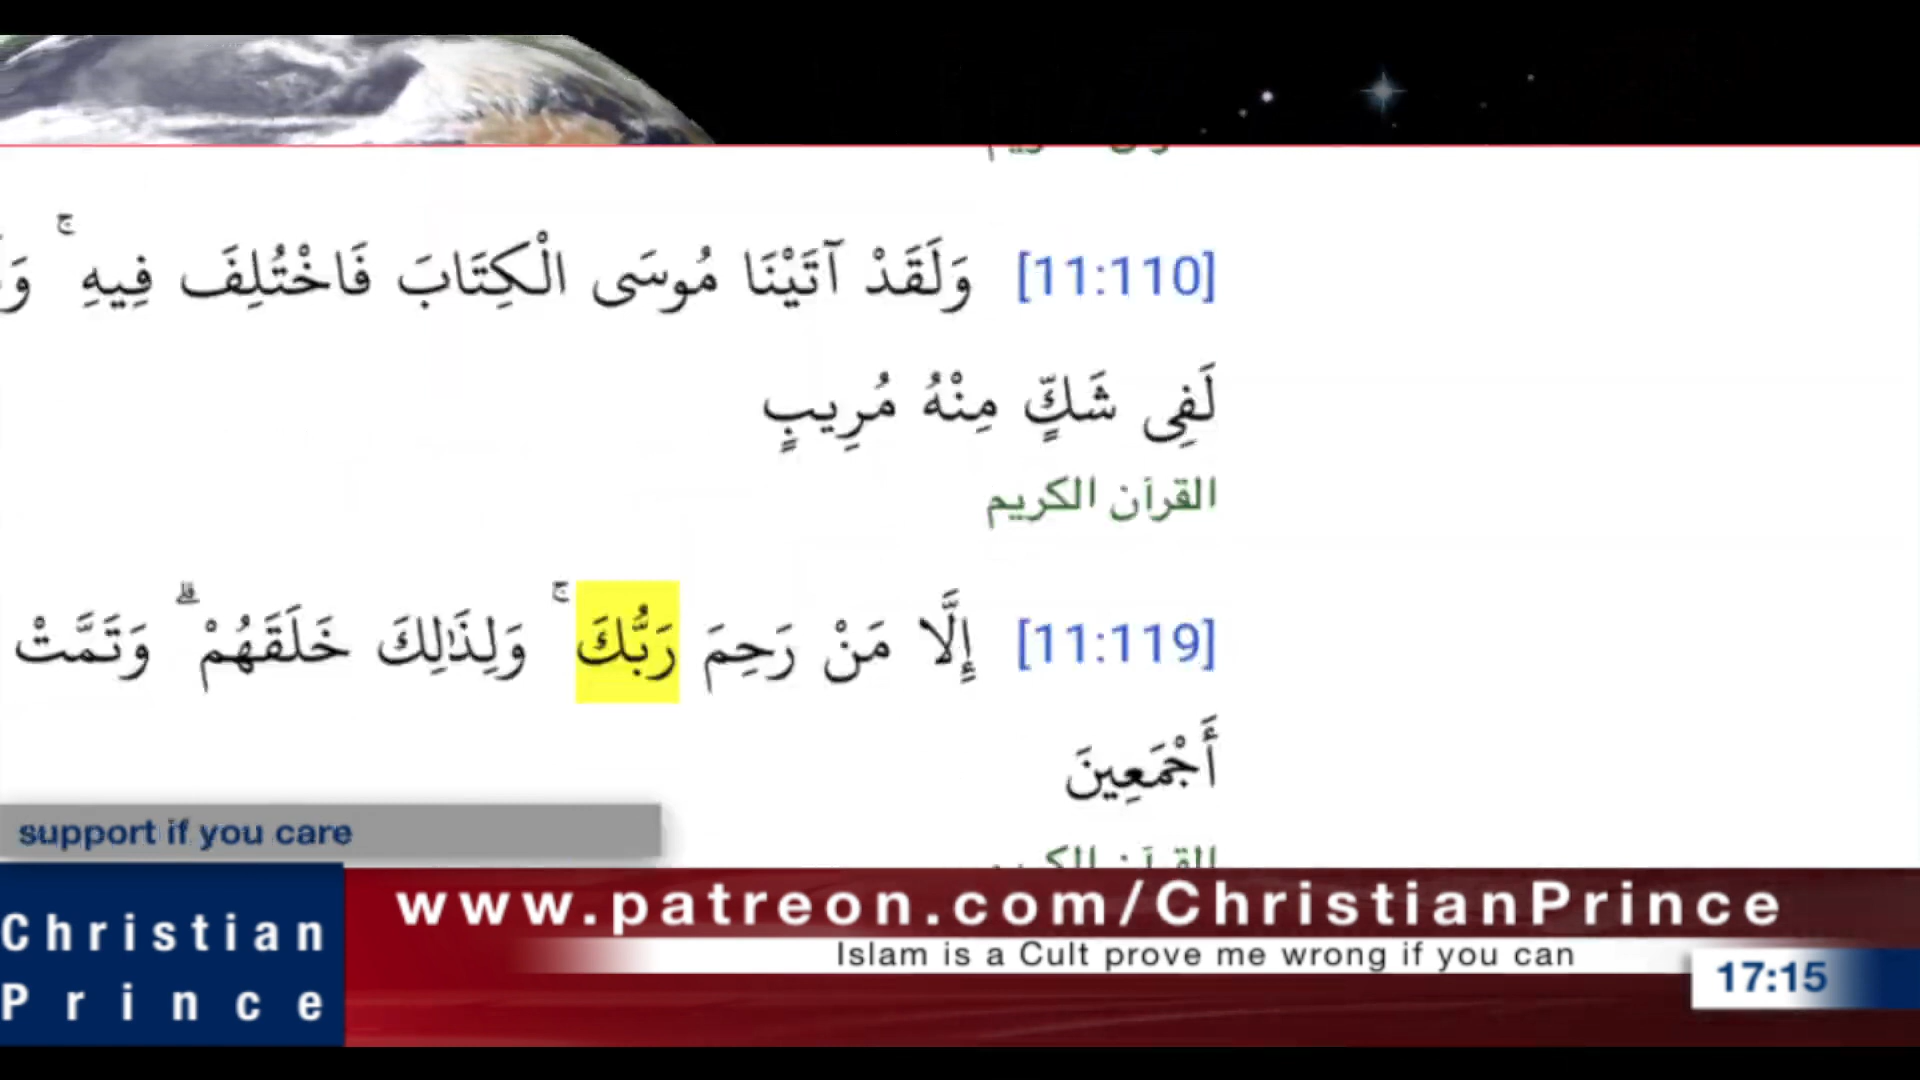 [11:110] وَلَقَدْ آتَيْنَا مُوسَى الْكِتَابَ فَاخْتُلِفَ فِيهِ ۚ
لَفِي شَكٍّ مِنْهُ مُرِيبٍ
القرآن الكريم
[11:119] إِلَّا مَنْ رَحِمَ رَبُّكَ ۚ وَلِذَٰلِكَ خَلَقَهُمْ ۗ وَتَمَّتْ
أَجْمَعِينَ
support if you care
www.patreon.com/ChristianPrince
Islam is a Cult prove me wrong if you can
Christian
Prince
17:15